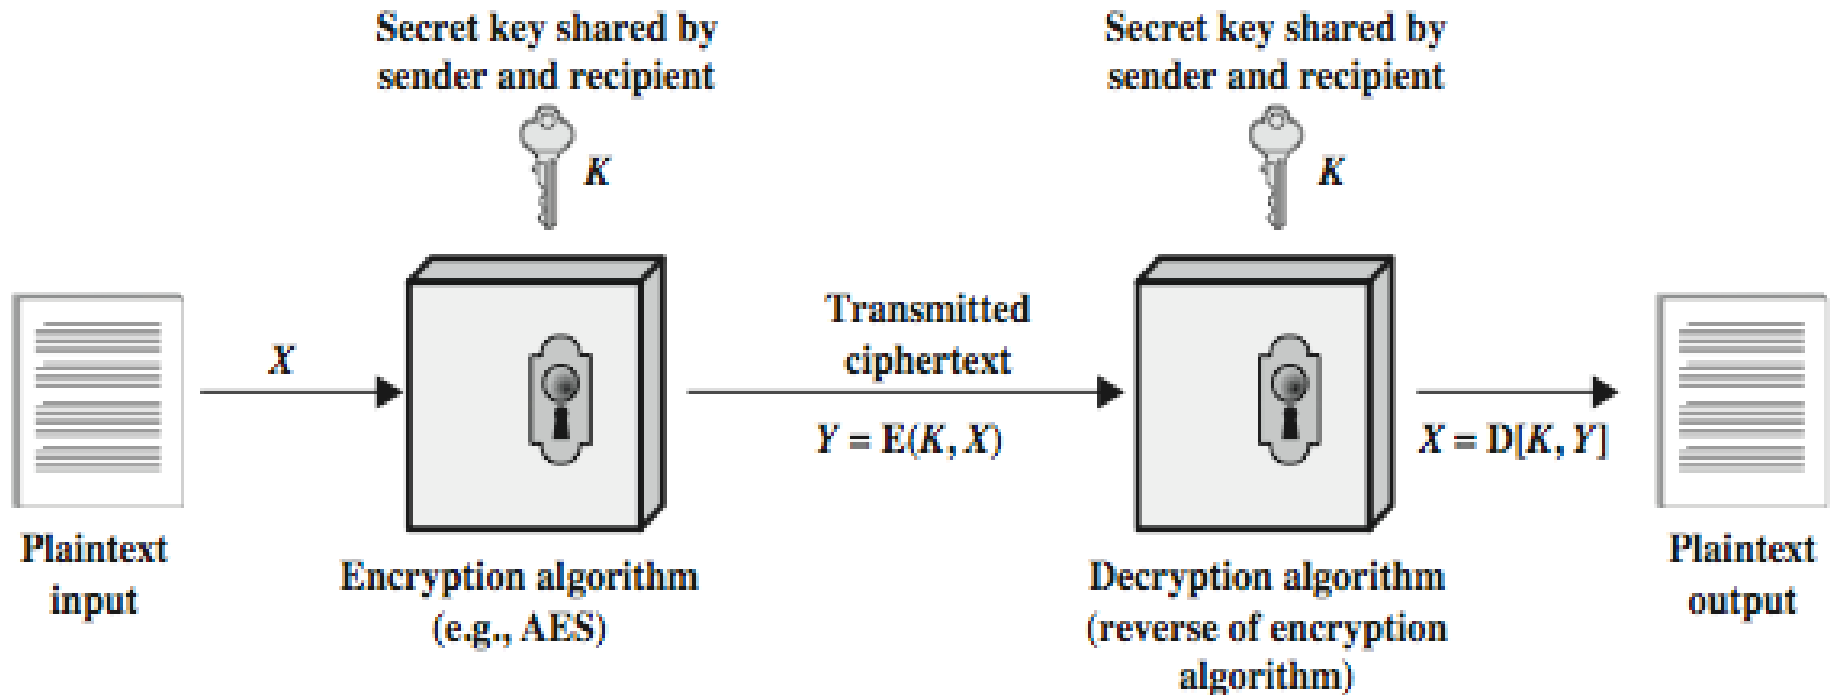 Secret key shared by
sender and recipient
K
Secret key shared by
sender and recipient
K
X
Transmitted
ciphertext
Y = E(K, X)
X = D[K, Y]
Plaintext
input
Encryption algorithm
(e.g., AES)
Decryption algorithm
(reverse of encryption
algorithm)
Plaintext
output